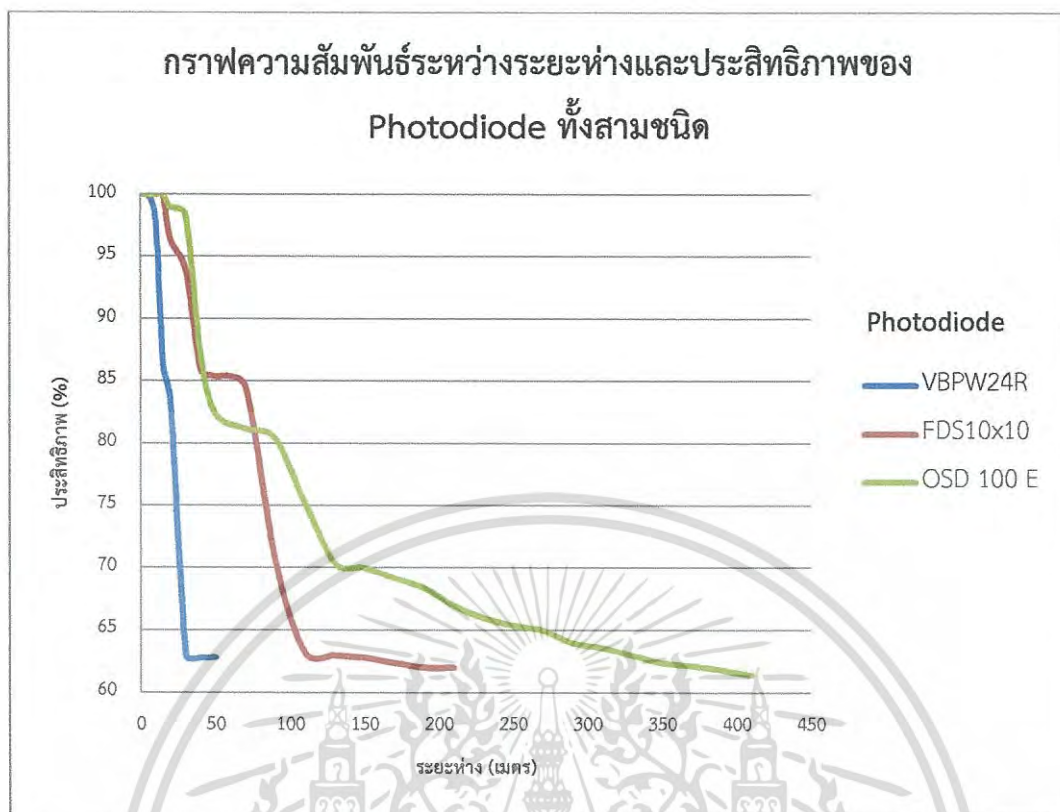 กราฟความสัมพันธ์ระหว่างระยะห่างและประสิทธิภาพของ
Photodiode ทั้งสามชนิด
100
95
90
85
80
75
70
65
60
ประสิทธิภาพ (%)
0 50 100 150 200 250 300 350 400 450
ระยะห่าง (เมตร)
Photodiode
VBPW24R
FDS10x10
OSD 100 E